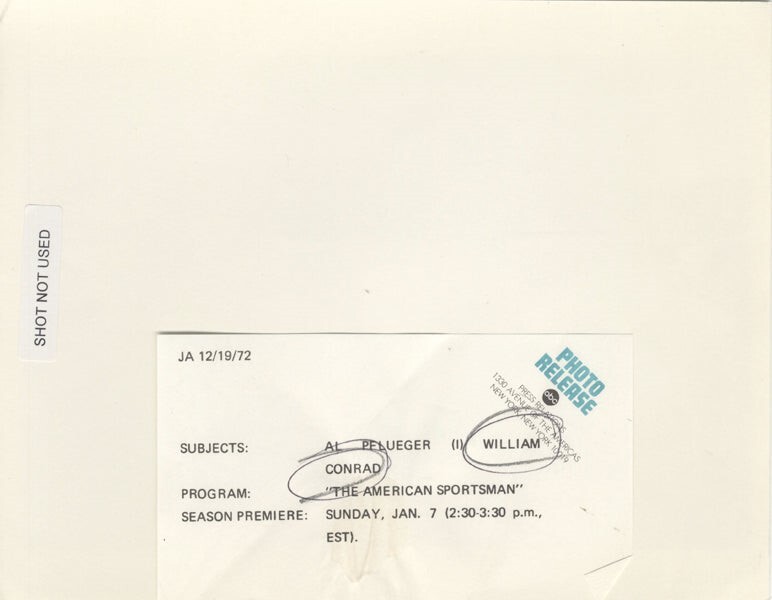 SHOT NOT USED
JA 12/19/72
PHOTO
RELEASE
abc
PRESS RELATIONS
1330 AVENUE OF THE AMERICAS
NEW YORK, NEW YORK 10019
SUBJECTS: AL PFLUEGER (l) WILLIAM
CONRAD
PROGRAM: "THE AMERICAN SPORTSMAN"
SEASON PREMIERE: SUNDAY, JAN. 7 (2:30-3:30 p.m.,
EST).